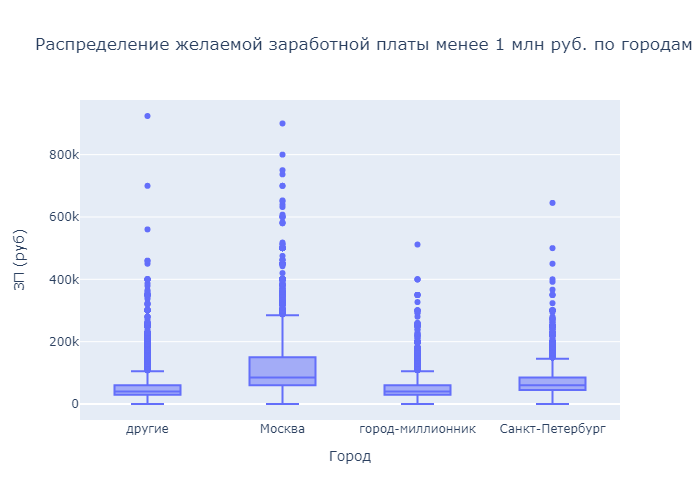 Распределение желаемой заработной платы менее 1 млн руб. по городам
ЗП (руб)
800k
600k
400k
200k
0
другие
Москва
город-миллионник
Санкт-Петербург
Город